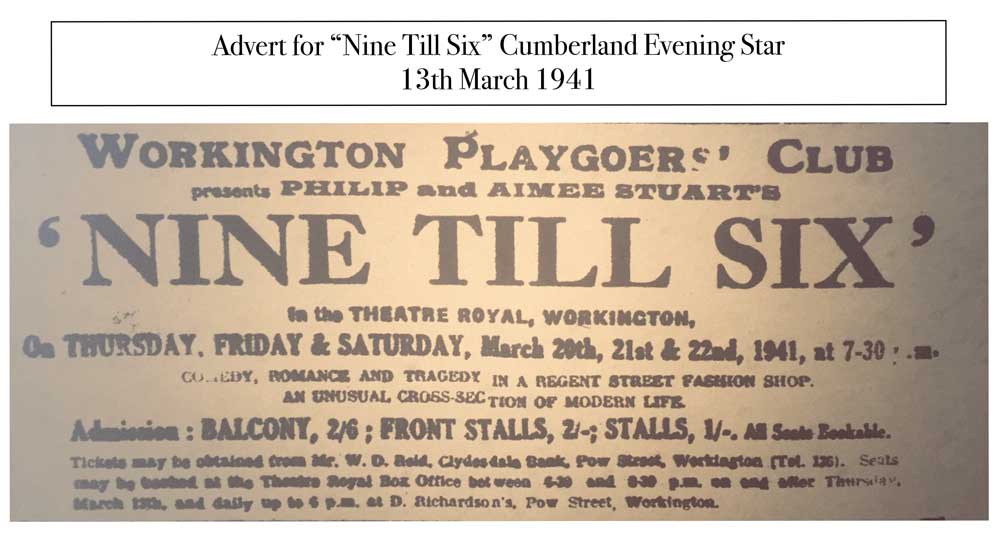 Advert for “Nine Till Six” Cumberland Evening Star
13th March 1941
WORKINGTON PLAYGOERS' CLUB
presents PHILIP and AIMEE STUART'S
‘NINE TILL SIX’
In the THEATRE ROYAL, WORKINGTON,
On THURSDAY, FRIDAY & SATURDAY, March 20th, 21st & 22nd, 1941, at 7-30 p.m.
COMEDY, ROMANCE AND TRAGEDY IN A REGENT STREET FASHION SHOP.
AN UNUSUAL CROSS-SECTION OF MODERN LIFE.
Admission : BALCONY, 2/6 ; FRONT STALLS, 2/-; STALLS, 1/-. All Seats Bookable.
Tickets may be obtained from Mr. W. D. Reid, Clydesdale Bank, Pow Street, Workington (Tel. 136). Seats
may be booked at the Theatre Royal Box Office between 6-30 and 8-30 p.m. on and after Thursday,
March 13th, and daily up to 6 p.m. at D. Richardson's, Pow Street, Workington.